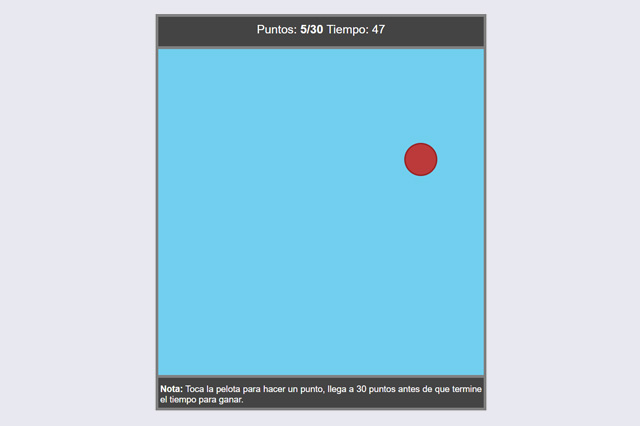 Puntos: 5/30 Tiempo: 47
Nota: Toca la pelota para hacer un punto, llega a 30 puntos antes de que termine
el tiempo para ganar.